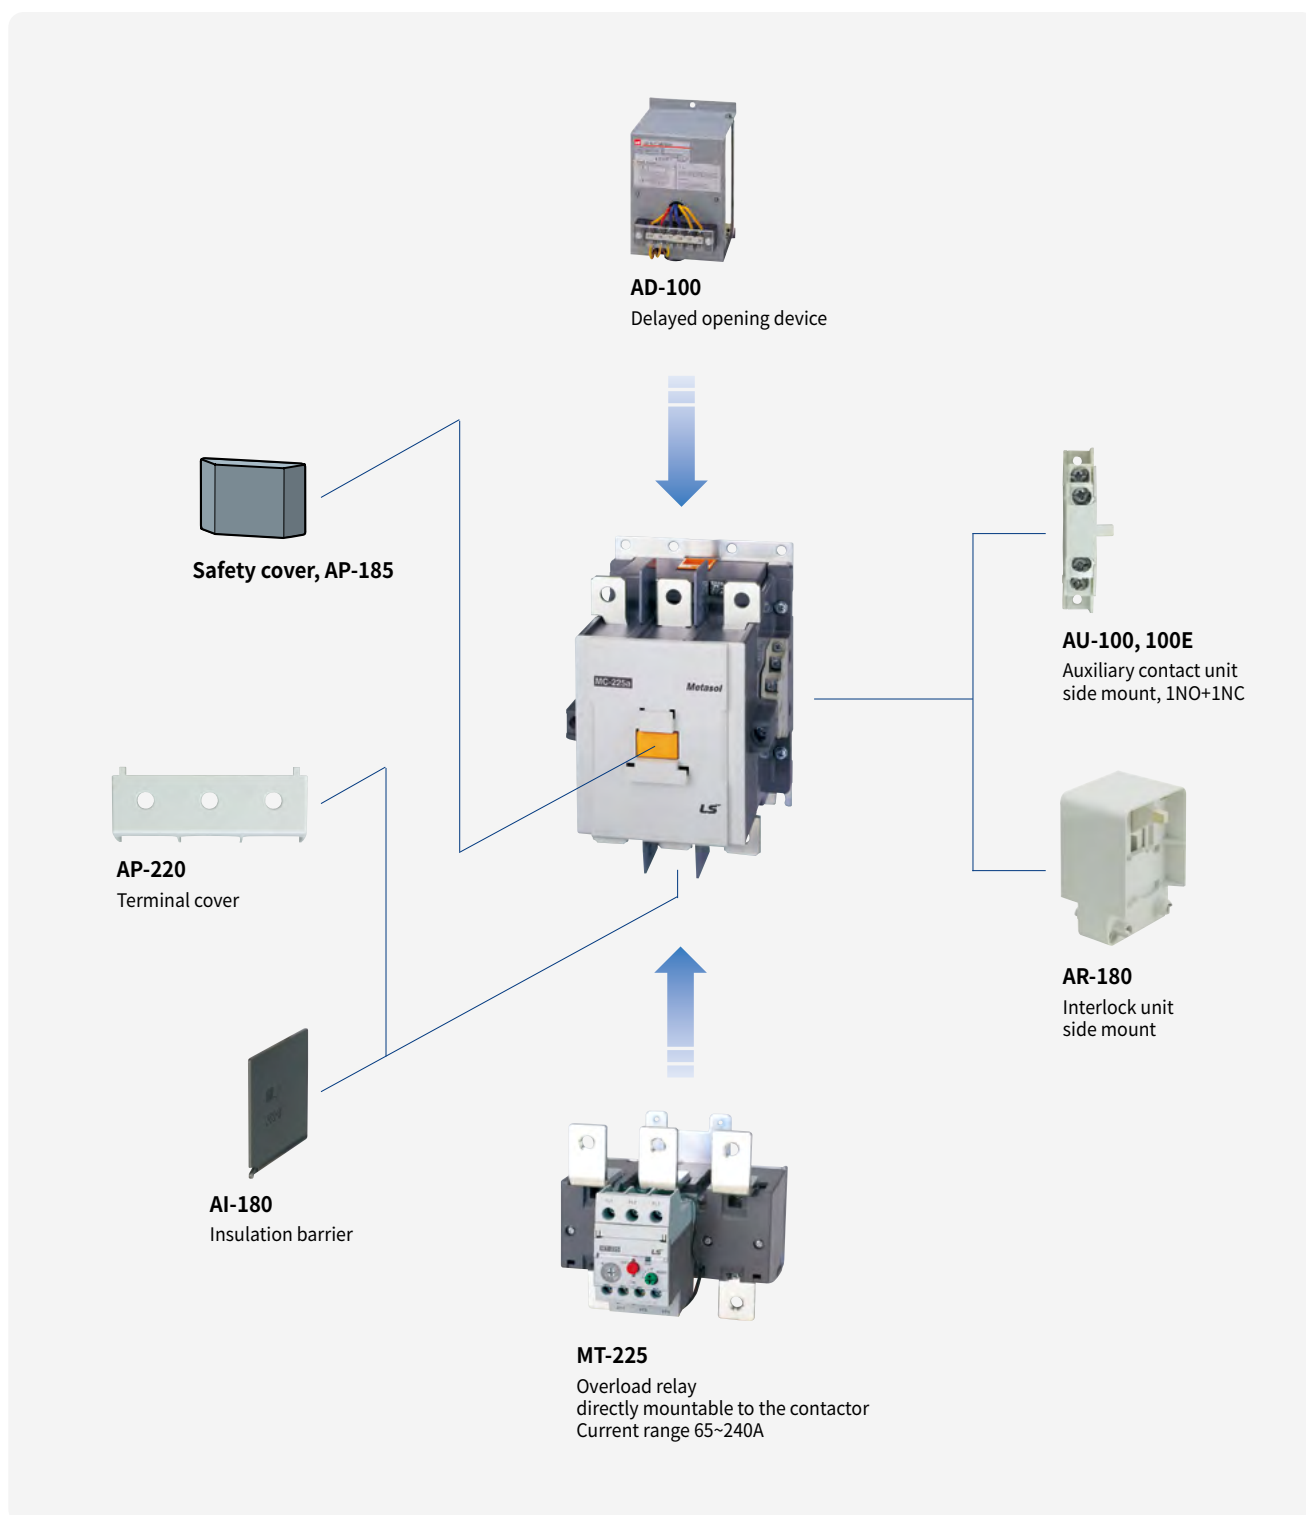 AD-100
Delayed opening device
Safety cover, AP-185
MC-225a
Metasol
LS
AU-100, 100E
Auxiliary contact unit
side mount, 1NO+1NC
AP-220
Terminal cover
AR-180
Interlock unit
side mount
AI-180
Insulation barrier
LS
MT-225
Overload relay
directly mountable to the contactor
Current range 65~240A